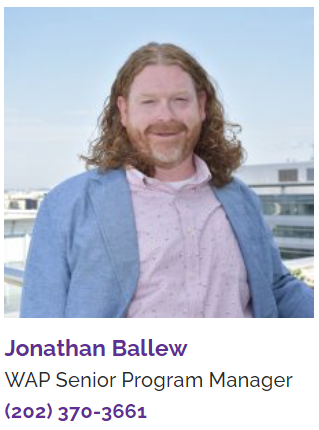 Jonathan Ballew
WAP Senior Program Manager
(202) 370-3661